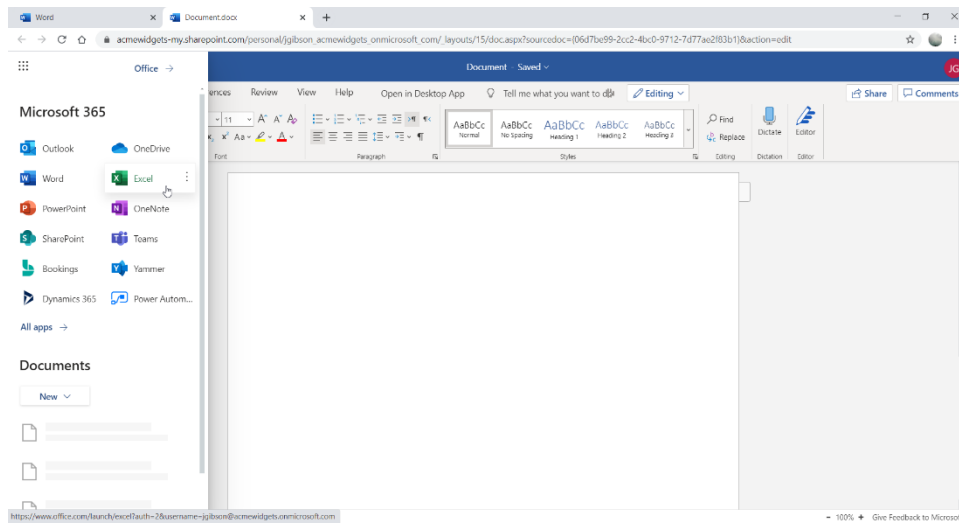 Word
Document.docx
acmewidgets-my.sharepoint.com/personal/jgibson_acmewidgets_onmicrosoft_com/_layouts/15/doc.aspx?sourcedoc={06d7be99-2cc2-4bc0-9712-7d77ae2f83b1}&action=edit
Office →
Document - Saved
JG
ences Review View Help Open in Desktop App Tell me what you want to do Editing Share Comments
Microsoft 365
11
AaBbCc AaBbCc AaBbCc AaBbCc AaBbCc
Normal No Spacing Heading 1 Heading 2 Heading 3
Find
Replace
Dictate
Editor
Font Paragraph Styles Editing Dictation Editor
Outlook OneDrive
Word Excel
PowerPoint OneNote
SharePoint Teams
Bookings Yammer
Dynamics 365 Power Autom...
All apps →
Documents
New
https://www.office.com/launch/excel?auth=2&username=jgibson@acmewidgets.onmicrosoft.com
- 100% + Give Feedback to Microsoft